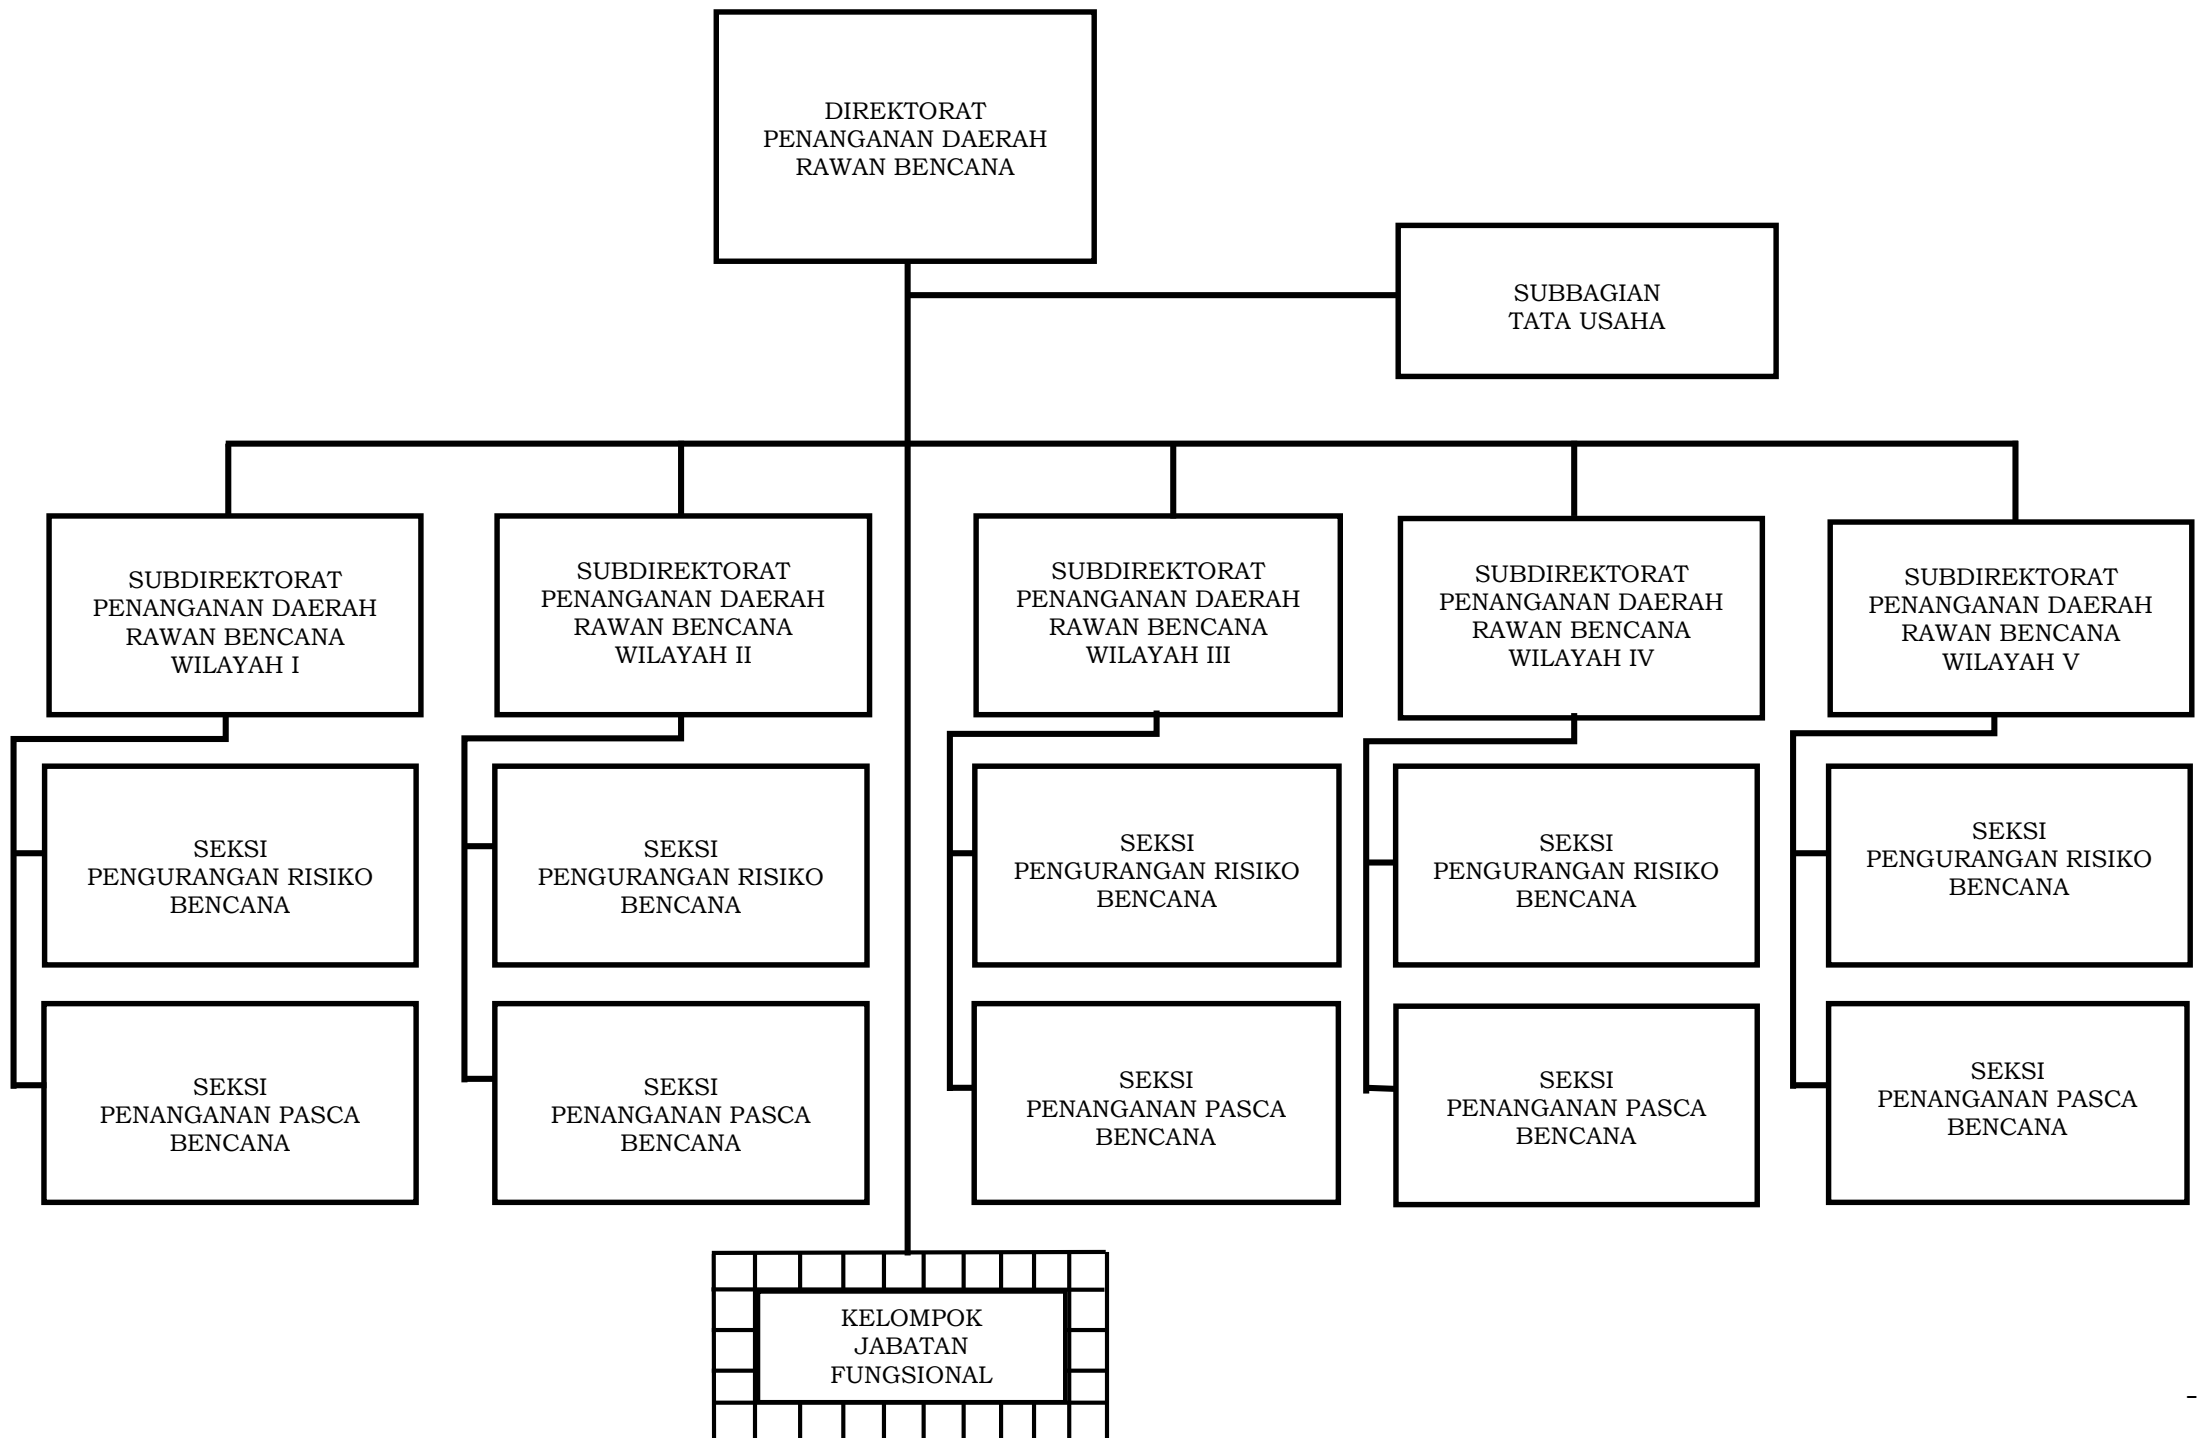 DIREKTORAT
PENANGANAN DAERAH
RAWAN BENCANA
SUBBAGIAN
TATA USAHA
SUBDIREKTORAT
PENANGANAN DAERAH
RAWAN BENCANA
WILAYAH I
SUBDIREKTORAT
PENANGANAN DAERAH
RAWAN BENCANA
WILAYAH II
SUBDIREKTORAT
PENANGANAN DAERAH
RAWAN BENCANA
WILAYAH III
SUBDIREKTORAT
PENANGANAN DAERAH
RAWAN BENCANA
WILAYAH IV
SUBDIREKTORAT
PENANGANAN DAERAH
RAWAN BENCANA
WILAYAH V
SEKSI
PENGURANGAN RISIKO
BENCANA
SEKSI
PENGURANGAN RISIKO
BENCANA
SEKSI
PENGURANGAN RISIKO
BENCANA
SEKSI
PENGURANGAN RISIKO
BENCANA
SEKSI
PENGURANGAN RISIKO
BENCANA
SEKSI
PENANGANAN PASCA
BENCANA
SEKSI
PENANGANAN PASCA
BENCANA
SEKSI
PENANGANAN PASCA
BENCANA
SEKSI
PENANGANAN PASCA
BENCANA
SEKSI
PENANGANAN PASCA
BENCANA
KELOMPOK
JABATAN
FUNGSIONAL
-